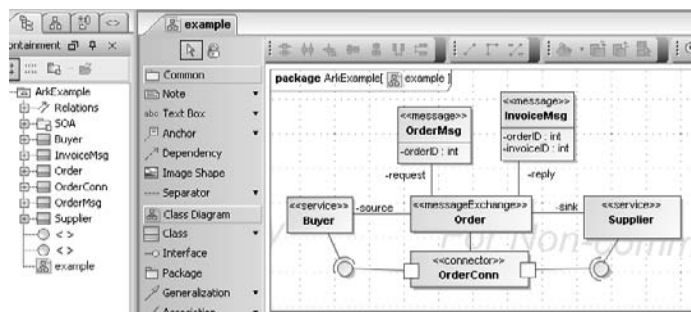 example
ontainment
Common
Note
abc Text Box
Anchor
Dependency
Image Shape
Separator
Class Diagram
Class
Interface
Package
Generalization
ArkExample
Relations
SOA
Buyer
InvoiceMsg
Order
OrderConn
OrderMsg
Supplier
< >
< >
example
package ArkExample[ example ]
<<message>>
OrderMsg
-orderID : int
<<message>>
InvoiceMsg
-orderID : int
-invoiceID : int
-request
-reply
<<service>>
Buyer
-source
<<messageExchange>>
Order
-sink
<<service>>
Supplier
For Non-comm
<<connector>>
OrderConn